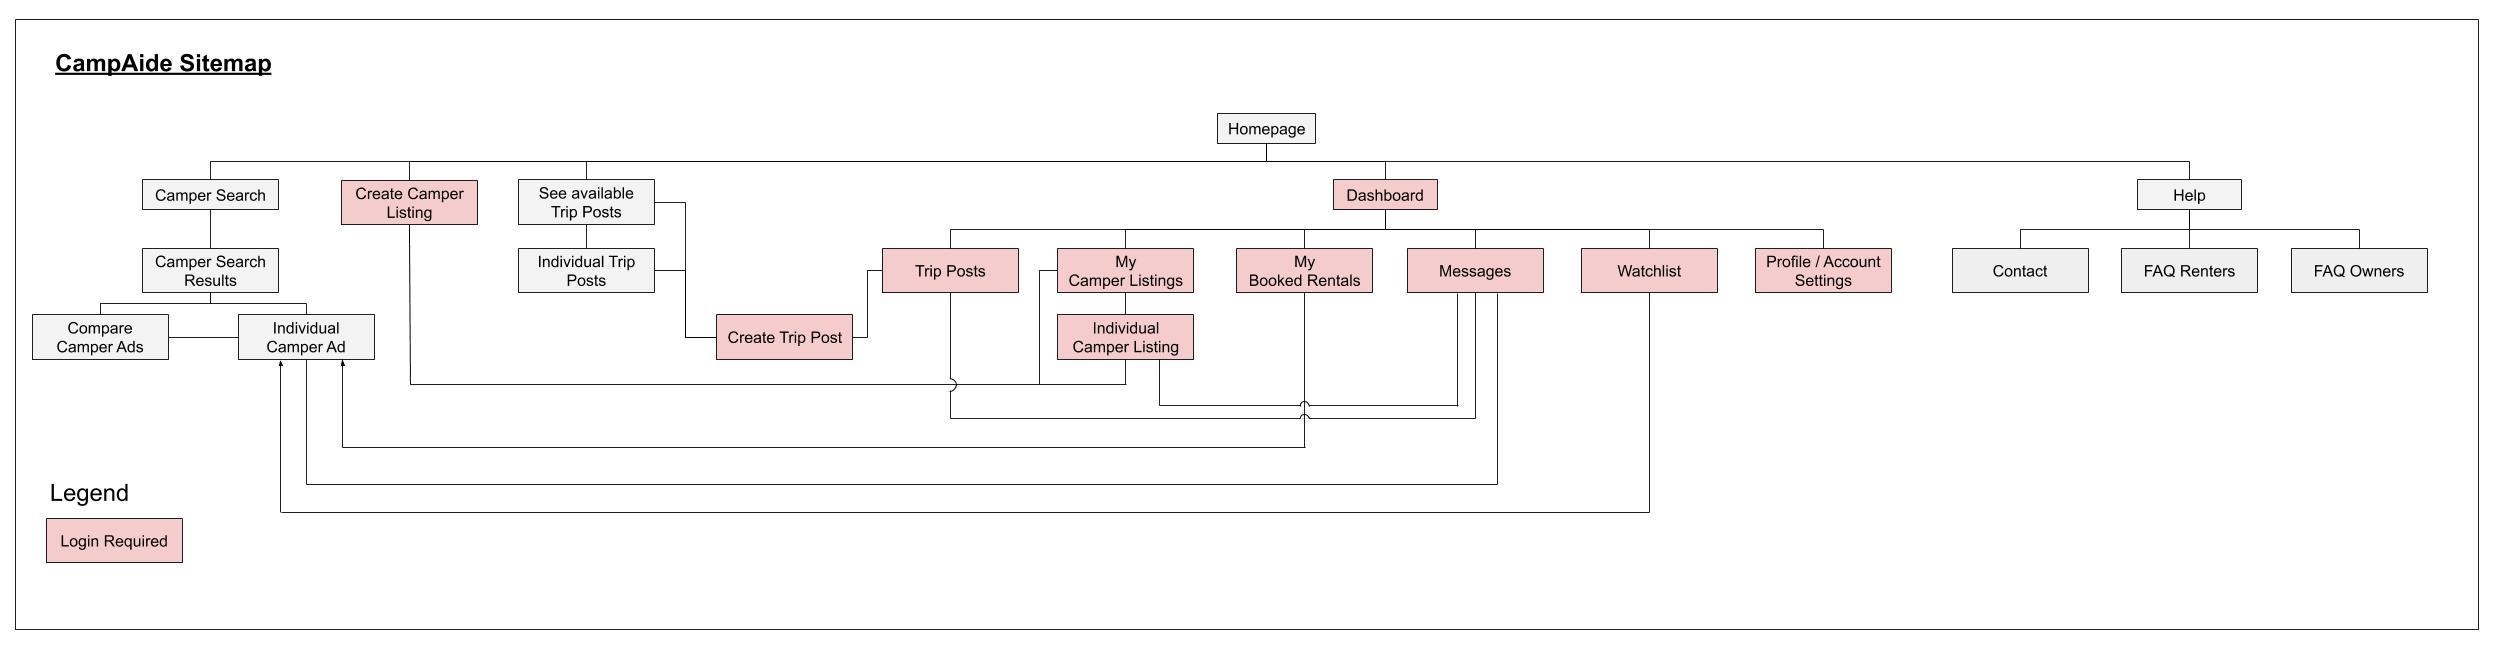 CampAide Sitemap
Homepage
Camper Search
Create Camper
Listing
See available
Trip Posts
Dashboard
Help
Camper Search
Results
Individual Trip
Posts
Trip Posts
My
Camper Listings
My
Booked Rentals
Messages
Watchlist
Profile / Account
Settings
Contact
FAQ Renters
FAQ Owners
Compare
Camper Ads
Individual
Camper Ad
Create Trip Post
Individual
Camper Listing
Legend
Login Required